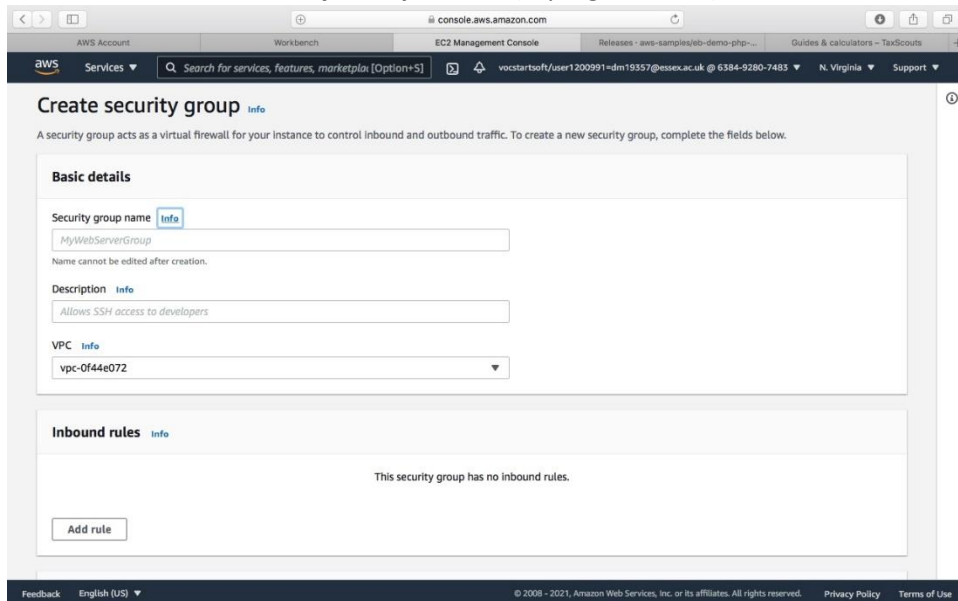 console.aws.amazon.com
AWS Account
Workbench
EC2 Management Console
Releases · aws-samples/eb-demo-php-...
Guides & calculators – TaxScouts
aws
Services ▼
Search for services, features, marketplac [Option+S]
vocstartsoft/user1200991=dm19357@essex.ac.uk @ 6384-9280-7483 ▼
N. Virginia ▼
Support ▼
Create security group Info
A security group acts as a virtual firewall for your instance to control inbound and outbound traffic. To create a new security group, complete the fields below.
Basic details
Security group name Info
MyWebServerGroup
Name cannot be edited after creation.
Description Info
Allows SSH access to developers
VPC Info
vpc-0f44e072
Inbound rules Info
This security group has no inbound rules.
Add rule
Feedback
English (US) ▼
© 2008 - 2021, Amazon Web Services, Inc. or its affiliates. All rights reserved.
Privacy Policy
Terms of Use